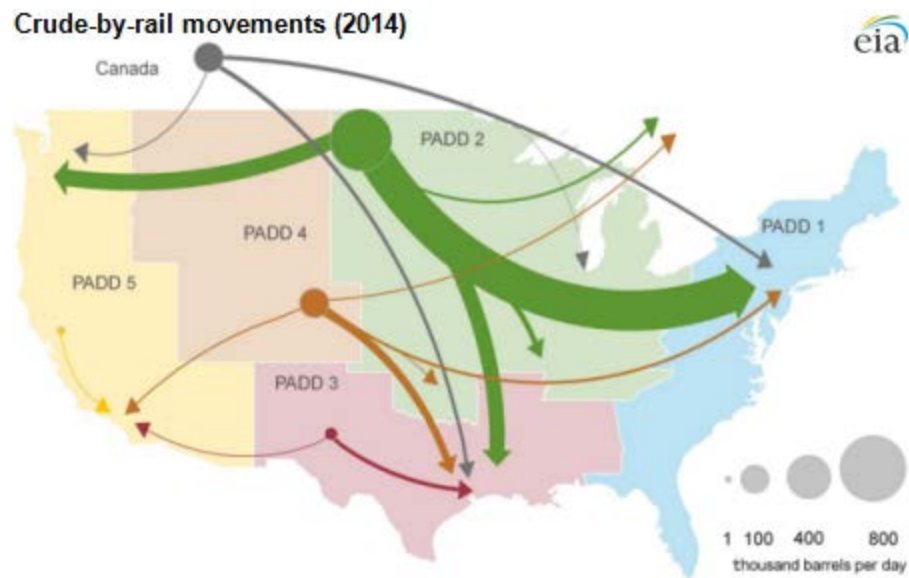 Crude-by-rail movements (2014)
eia
Canada
PADD 2
PADD 1
PADD 4
PADD 5
PADD 3
1 100 400 800
thousand barrels per day